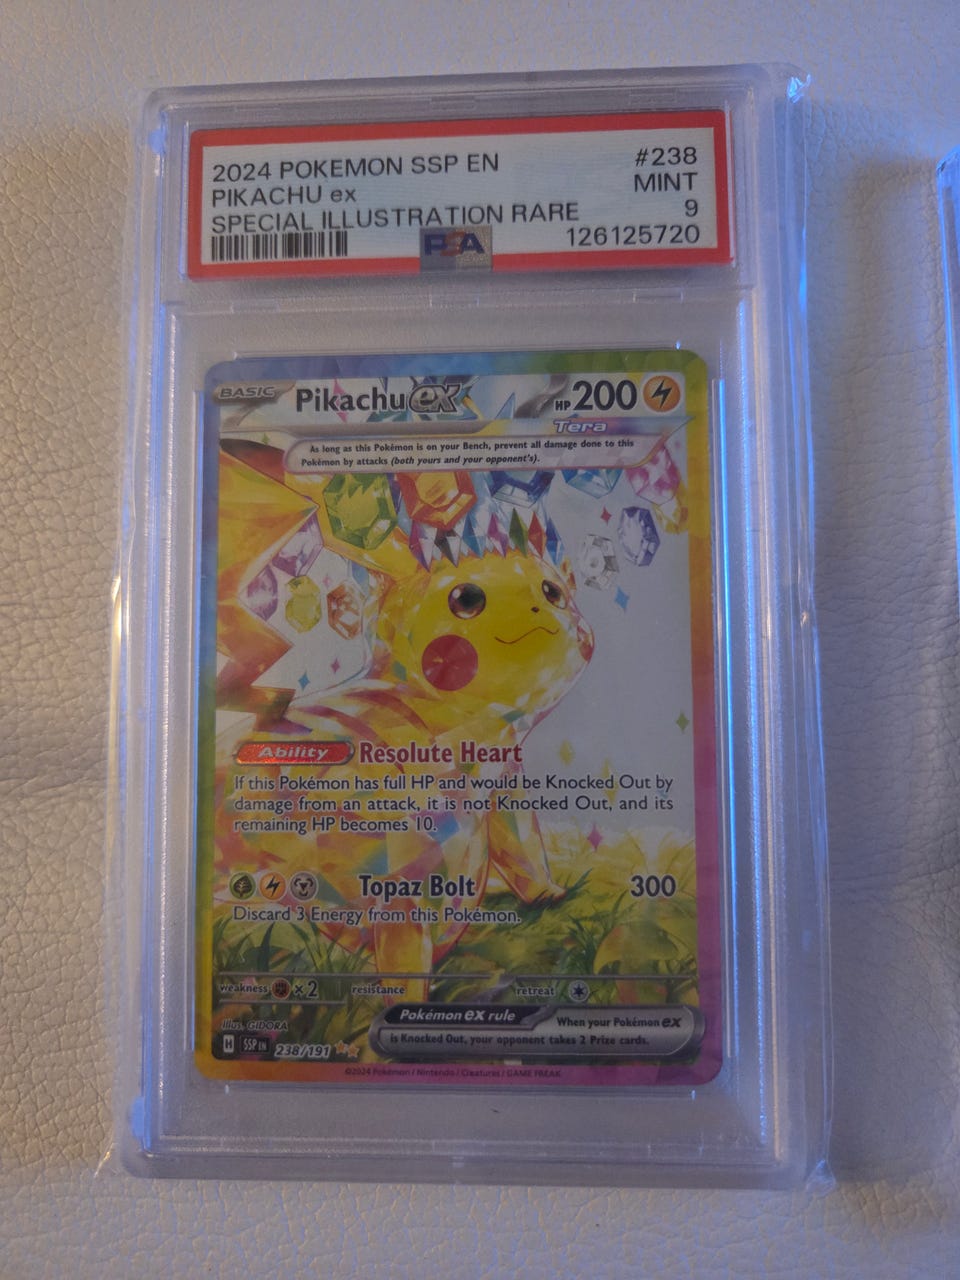 2024 POKEMON SSP EN #238
PIKACHU ex MINT
SPECIAL ILLUSTRATION RARE 9
PSA 126125720
BASIC Pikachu ex HP 200
Tera
As long as this Pokémon is on your Bench, prevent all damage done to this
Pokémon by attacks (both yours and your opponent's).
Ability Resolute Heart
If this Pokémon has full HP and would be Knocked Out by
damage from an attack, it is not Knocked Out, and its
remaining HP becomes 10.
Topaz Bolt 300
Discard 3 Energy from this Pokémon.
weakness ×2 resistance retreat
Illus. GIDORA
Pokémon ex rule When your Pokémon ex
is Knocked Out, your opponent takes 2 Prize cards.
H SSP EN 238/191
©2024 Pokémon / Nintendo / Creatures / GAME FREAK